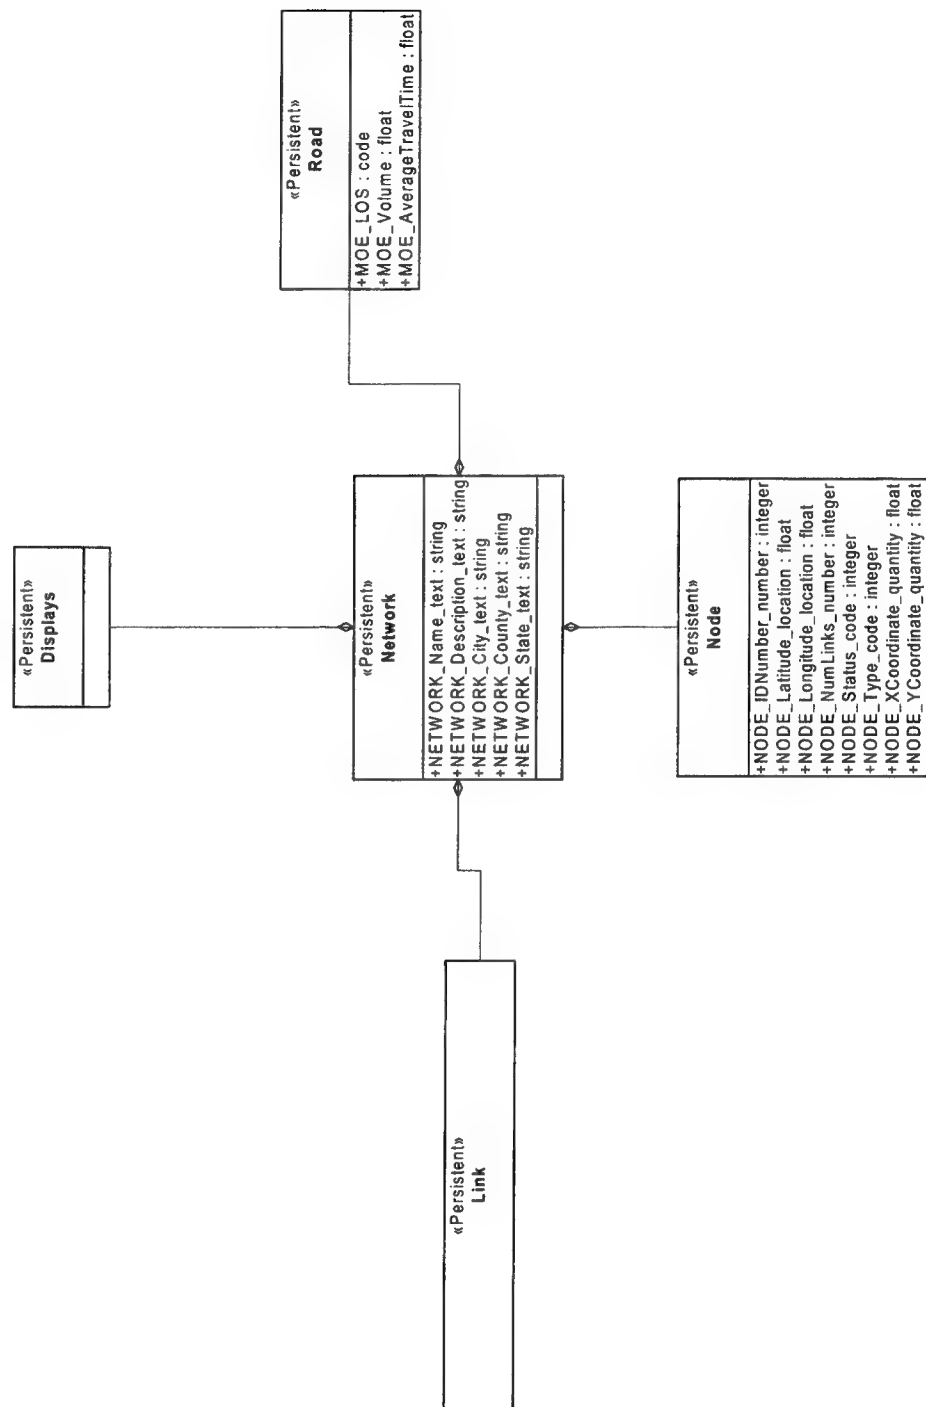 «Persistent»
Displays
«Persistent»
Road
+MOE_LOS : code
+MOE_Volume : float
+MOE_AverageTravelTime : float
«Persistent»
Network
+NETWORK_Name_text : string
+NETWORK_Description_text : string
+NETWORK_City_text : string
+NETWORK_County_text : string
+NETWORK_State_text : string
«Persistent»
Link
«Persistent»
Node
+NODE_IDNumber_number : integer
+NODE_Latitude_location : float
+NODE_Longitude_location : float
+NODE_NumLinks_number : integer
+NODE_Status_code : integer
+NODE_Type_code : integer
+NODE_XCoordinate_quantity : float
+NODE_YCoordinate_quantity : float